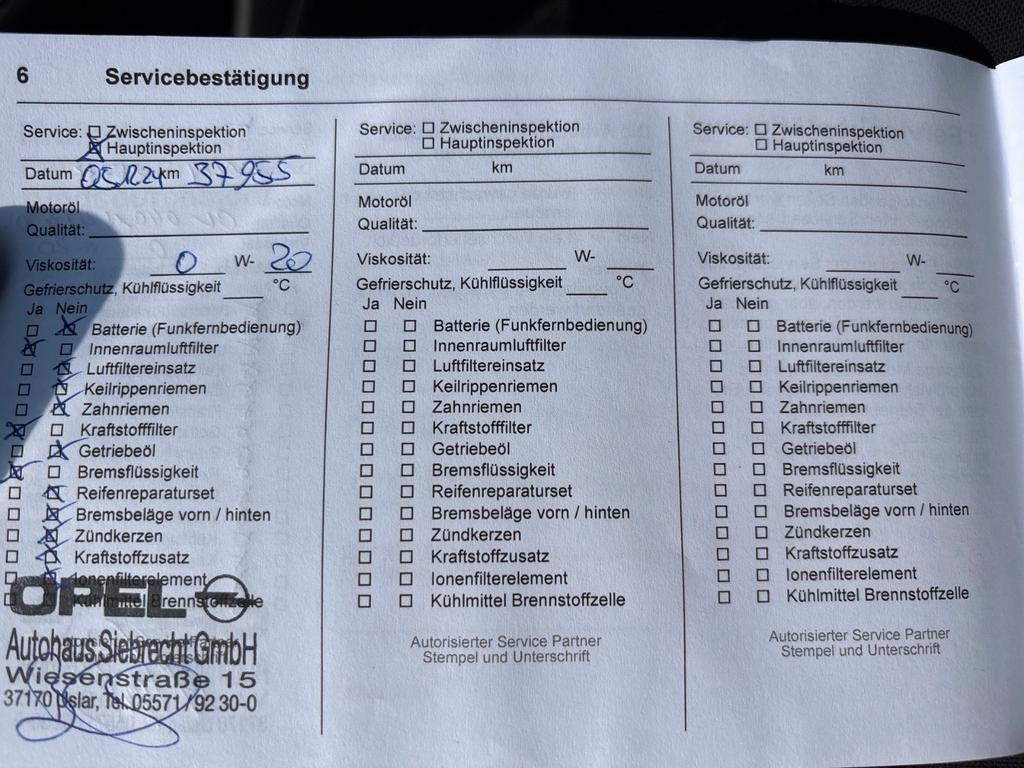 6 Servicebestätigung
Service: ☐ Zwischeninspektion
☒ Hauptinspektion
Datum km 37955
Motoröl
Qualität:
Viskosität: 0 W- 20
Gefrierschutz, Kühlflüssigkeit °C
Ja Nein
☐ ☒ Batterie (Funkfernbedienung)
☒ ☐ Innenraumluftfilter
☐ ☒ Luftfiltereinsatz
☐ ☒ Keilrippenriemen
☐ ☒ Zahnriemen
☒ ☐ Kraftstofffilter
☐ ☒ Getriebeöl
☒ ☐ Bremsflüssigkeit
☐ ☒ Reifenreparaturset
☐ ☒ Bremsbeläge vorn / hinten
☐ ☒ Zündkerzen
☐ ☒ Kraftstoffzusatz
☐ ☒ Ionenfilterelement
Kühlmittel Brennstoffzelle
OPEL
Autohaus Siebrecht GmbH
Wiesenstraße 15
37170 Uslar, Tel. 05571 / 92 30-0
Service: ☐ Zwischeninspektion
☐ Hauptinspektion
Datum km
Motoröl
Qualität:
Viskosität: W-
Gefrierschutz, Kühlflüssigkeit °C
Ja Nein
☐ ☐ Batterie (Funkfernbedienung)
☐ ☐ Innenraumluftfilter
☐ ☐ Luftfiltereinsatz
☐ ☐ Keilrippenriemen
☐ ☐ Zahnriemen
☐ ☐ Kraftstofffilter
☐ ☐ Getriebeöl
☐ ☐ Bremsflüssigkeit
☐ ☐ Reifenreparaturset
☐ ☐ Bremsbeläge vorn / hinten
☐ ☐ Zündkerzen
☐ ☐ Kraftstoffzusatz
☐ ☐ Ionenfilterelement
☐ ☐ Kühlmittel Brennstoffzelle
Autorisierter Service Partner
Stempel und Unterschrift
Service: ☐ Zwischeninspektion
☐ Hauptinspektion
Datum km
Motoröl
Qualität:
Viskosität: W-
Gefrierschutz, Kühlflüssigkeit °C
Ja Nein
☐ ☐ Batterie (Funkfernbedienung)
☐ ☐ Innenraumluftfilter
☐ ☐ Luftfiltereinsatz
☐ ☐ Keilrippenriemen
☐ ☐ Zahnriemen
☐ ☐ Kraftstofffilter
☐ ☐ Getriebeöl
☐ ☐ Bremsflüssigkeit
☐ ☐ Reifenreparaturset
☐ ☐ Bremsbeläge vorn / hinten
☐ ☐ Zündkerzen
☐ ☐ Kraftstoffzusatz
☐ ☐ Ionenfilterelement
☐ ☐ Kühlmittel Brennstoffzelle
Autorisierter Service Partner
Stempel und Unterschrift